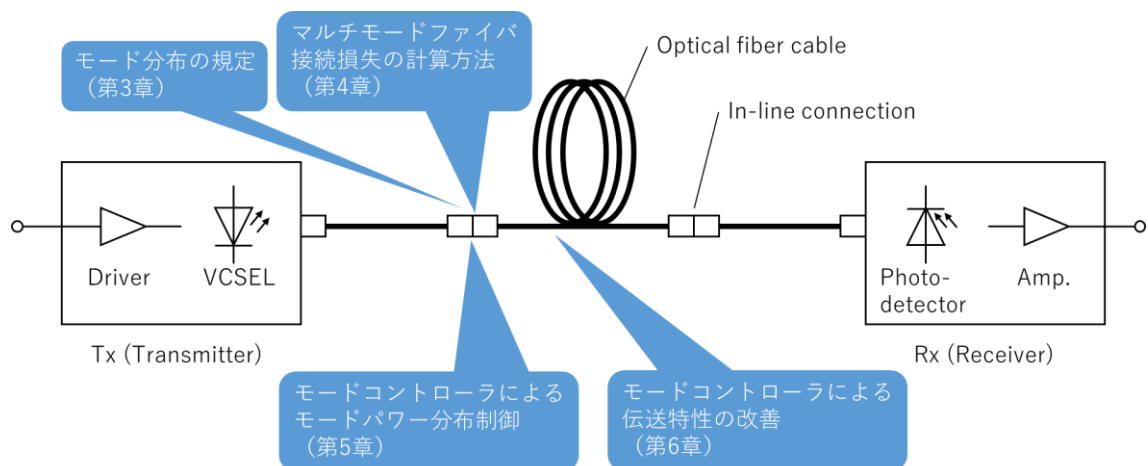 モード分布の規定
（第3章）
マルチモードファイバ
接続損失の計算方法
（第4章）
Optical fiber cable
In-line connection
Driver
VCSEL
Tx (Transmitter)
Photo-
detector
Amp.
Rx (Receiver)
モードコントローラによる
モードパワー分布制御
（第5章）
モードコントローラによる
伝送特性の改善
（第6章）